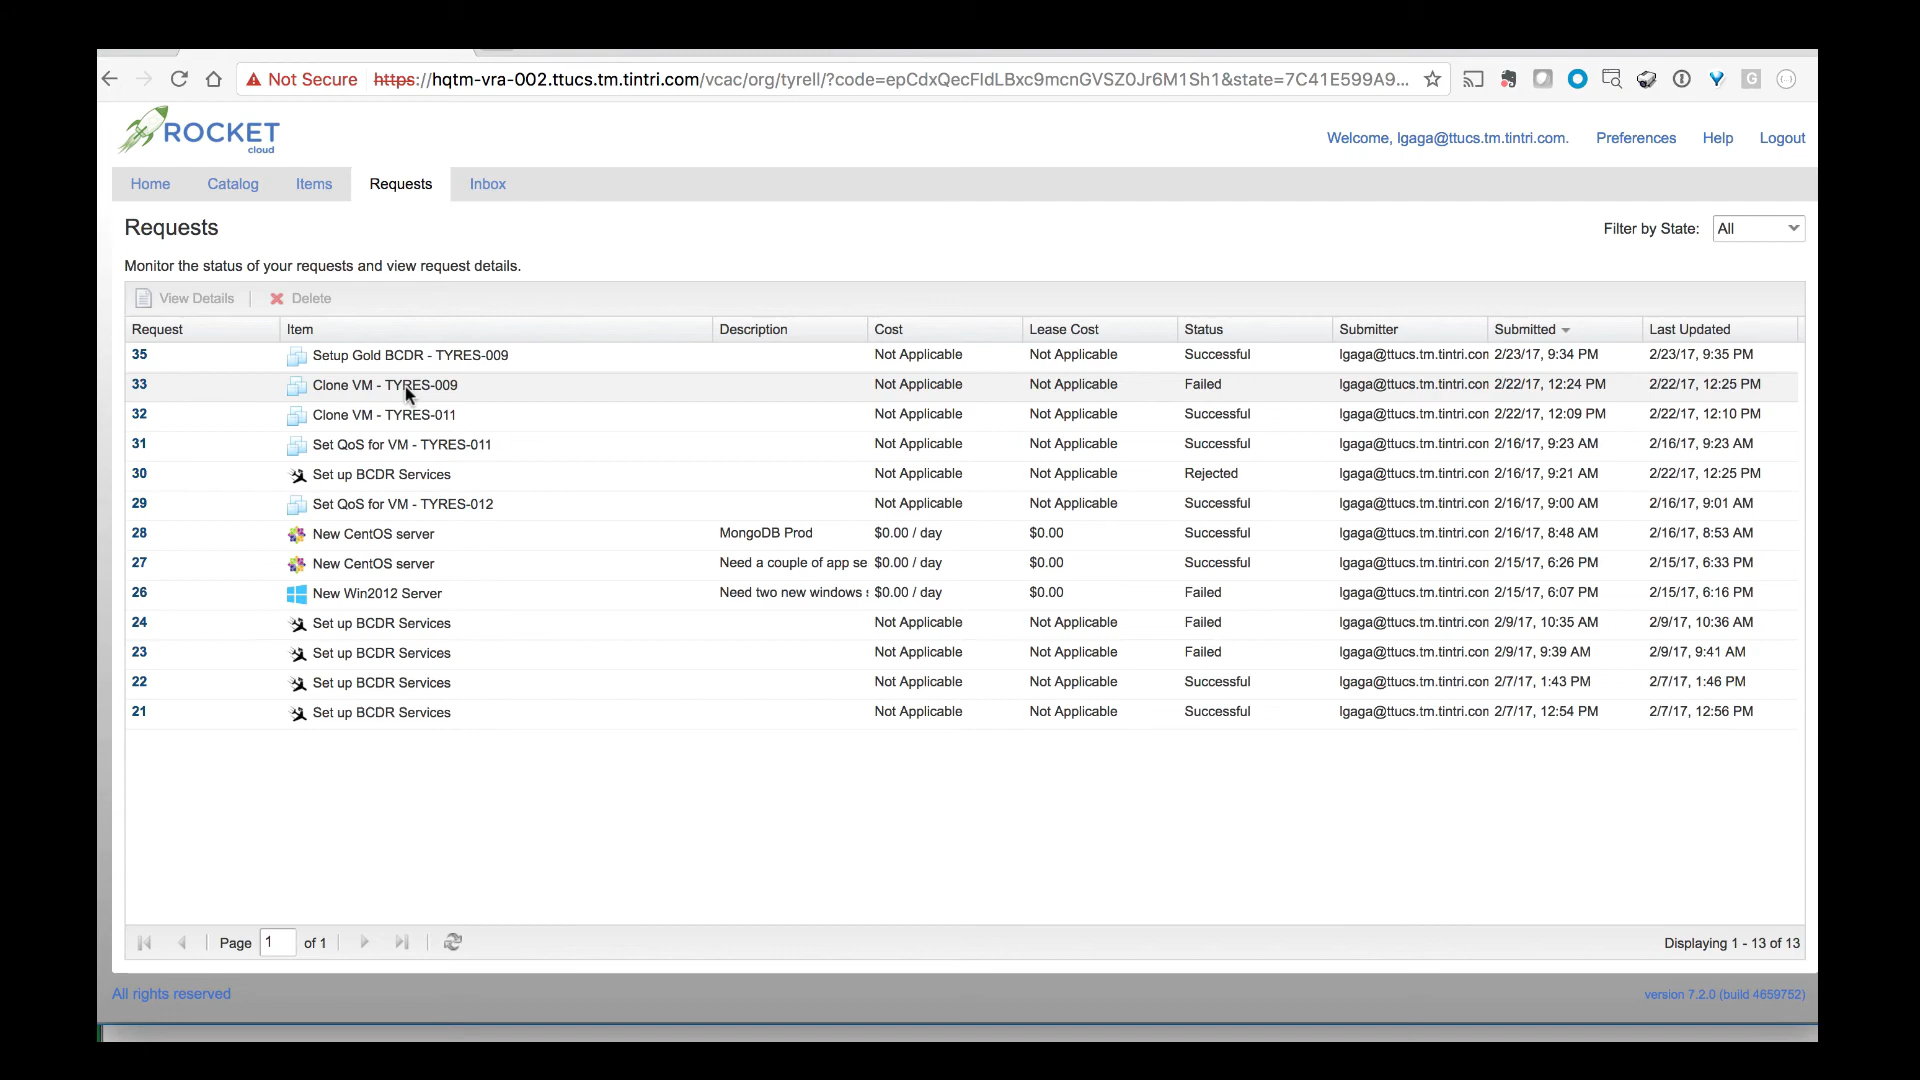 Not Secure https://hqtm-vra-002.ttucs.tm.tintri.com/vcac/org/tyrell/?code=epCdxQecFIdLBxc9mcnGVSZ0Jr6M1Sh1&state=7C41E599A9...
ROCKET
cloud
Welcome, lgaga@ttucs.tm.tintri.com. Preferences Help Logout
Home Catalog Items Requests Inbox
Requests
Filter by State: All
Monitor the status of your requests and view request details.
View Details Delete
Request Item Description Cost Lease Cost Status Submitter Submitted Last Updated
35 Setup Gold BCDR - TYRES-009 Not Applicable Not Applicable Successful lgaga@ttucs.tm.tintri.con 2/23/17, 9:34 PM 2/23/17, 9:35 PM
33 Clone VM - TYRES-009 Not Applicable Not Applicable Failed lgaga@ttucs.tm.tintri.con 2/22/17, 12:24 PM 2/22/17, 12:25 PM
32 Clone VM - TYRES-011 Not Applicable Not Applicable Successful lgaga@ttucs.tm.tintri.con 2/22/17, 12:09 PM 2/22/17, 12:10 PM
31 Set QoS for VM - TYRES-011 Not Applicable Not Applicable Successful lgaga@ttucs.tm.tintri.con 2/16/17, 9:23 AM 2/16/17, 9:23 AM
30 Set up BCDR Services Not Applicable Not Applicable Rejected lgaga@ttucs.tm.tintri.con 2/16/17, 9:21 AM 2/22/17, 12:25 PM
29 Set QoS for VM - TYRES-012 Not Applicable Not Applicable Successful lgaga@ttucs.tm.tintri.con 2/16/17, 9:00 AM 2/16/17, 9:01 AM
28 New CentOS server MongoDB Prod $0.00 / day $0.00 Successful lgaga@ttucs.tm.tintri.con 2/16/17, 8:48 AM 2/16/17, 8:53 AM
27 New CentOS server Need a couple of app se $0.00 / day $0.00 Successful lgaga@ttucs.tm.tintri.con 2/15/17, 6:26 PM 2/15/17, 6:33 PM
26 New Win2012 Server Need two new windows $0.00 / day $0.00 Failed lgaga@ttucs.tm.tintri.con 2/15/17, 6:07 PM 2/15/17, 6:16 PM
24 Set up BCDR Services Not Applicable Not Applicable Failed lgaga@ttucs.tm.tintri.con 2/9/17, 10:35 AM 2/9/17, 10:36 AM
23 Set up BCDR Services Not Applicable Not Applicable Failed lgaga@ttucs.tm.tintri.con 2/9/17, 9:39 AM 2/9/17, 9:41 AM
22 Set up BCDR Services Not Applicable Not Applicable Successful lgaga@ttucs.tm.tintri.con 2/7/17, 1:43 PM 2/7/17, 1:46 PM
21 Set up BCDR Services Not Applicable Not Applicable Successful lgaga@ttucs.tm.tintri.con 2/7/17, 12:54 PM 2/7/17, 12:56 PM
Page 1 of 1 Displaying 1 - 13 of 13
All rights reserved version 7.2.0 (build 4659752)